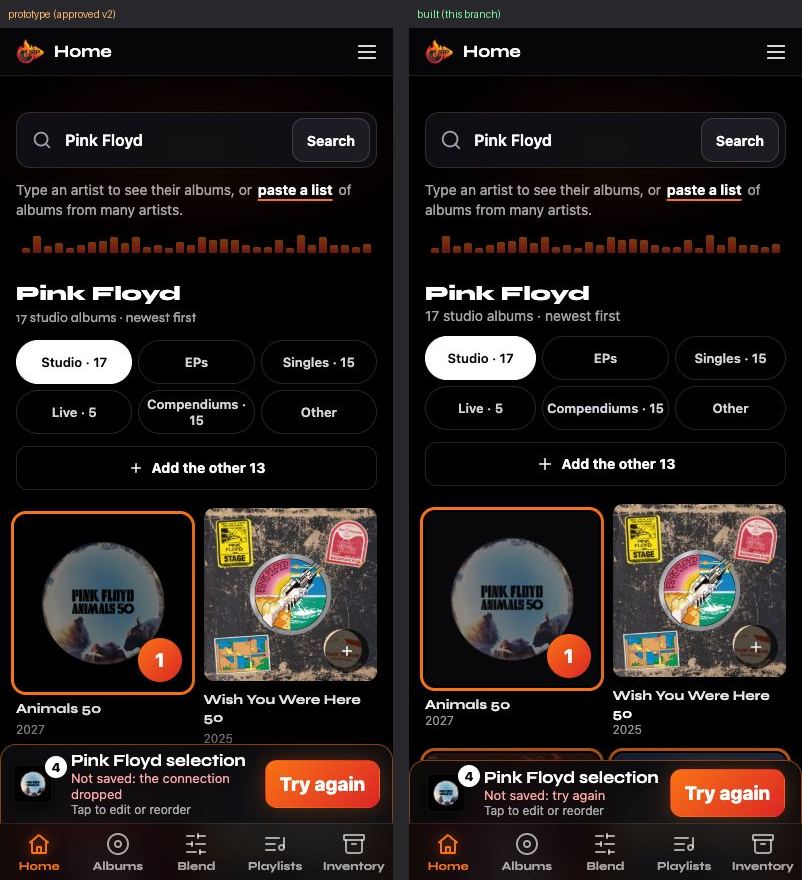 prototype (approved v2)
Home
Pink Floyd
Search
Type an artist to see their albums, or paste a list of
albums from many artists.
Pink Floyd
17 studio albums · newest first
Studio · 17
EPs
Singles · 15
Live · 5
Compendiums ·
15
Other
+ Add the other 13
PINK FLOYD
ANIMALS 50
1
PINK FLOYD
STAGE
+
Animals 50
2027
Wish You Were Here
50
2025
4
Pink Floyd selection
Not saved: the connection
dropped
Tap to edit or reorder
Try again
Home
Albums
Blend
Playlists
Inventory
built (this branch)
Home
Pink Floyd
Search
Type an artist to see their albums, or paste a list of
albums from many artists.
Pink Floyd
17 studio albums · newest first
Studio · 17
EPs
Singles · 15
Live · 5
Compendiums · 15
Other
+ Add the other 13
PINK FLOYD
ANIMALS 50
1
PINK FLOYD
STAGE
+
Animals 50
2027
Wish You Were Here
50
2025
4
Pink Floyd selection
Not saved: try again
Tap to edit or reorder
Try again
Home
Albums
Blend
Playlists
Inventory